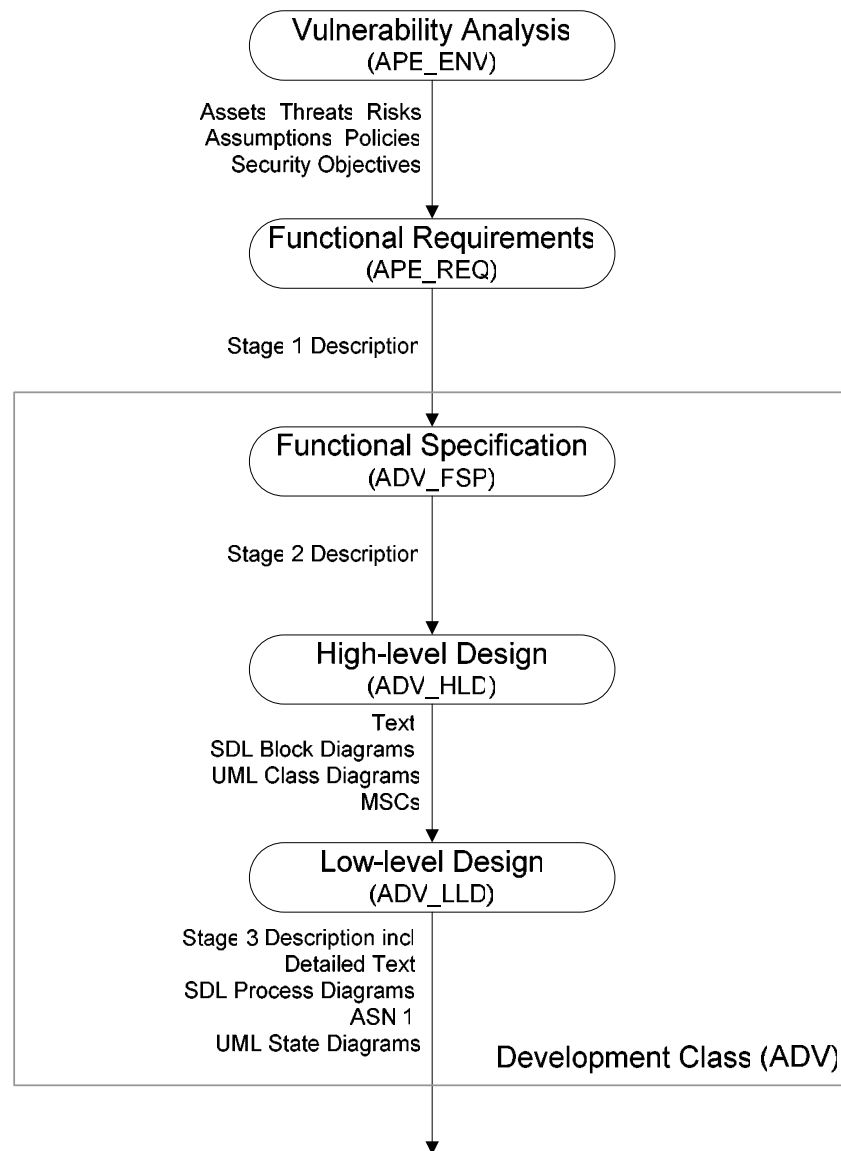 Vulnerability Analysis
(APE_ENV)
Assets Threats Risks
Assumptions Policies
Security Objectives
Functional Requirements
(APE_REQ)
Stage 1 Description
Functional Specification
(ADV_FSP)
Stage 2 Description
High-level Design
(ADV_HLD)
Text
SDL Block Diagrams
UML Class Diagrams
MSCs
Low-level Design
(ADV_LLD)
Stage 3 Description incl
Detailed Text
SDL Process Diagrams
ASN 1
UML State Diagrams
Development Class (ADV)